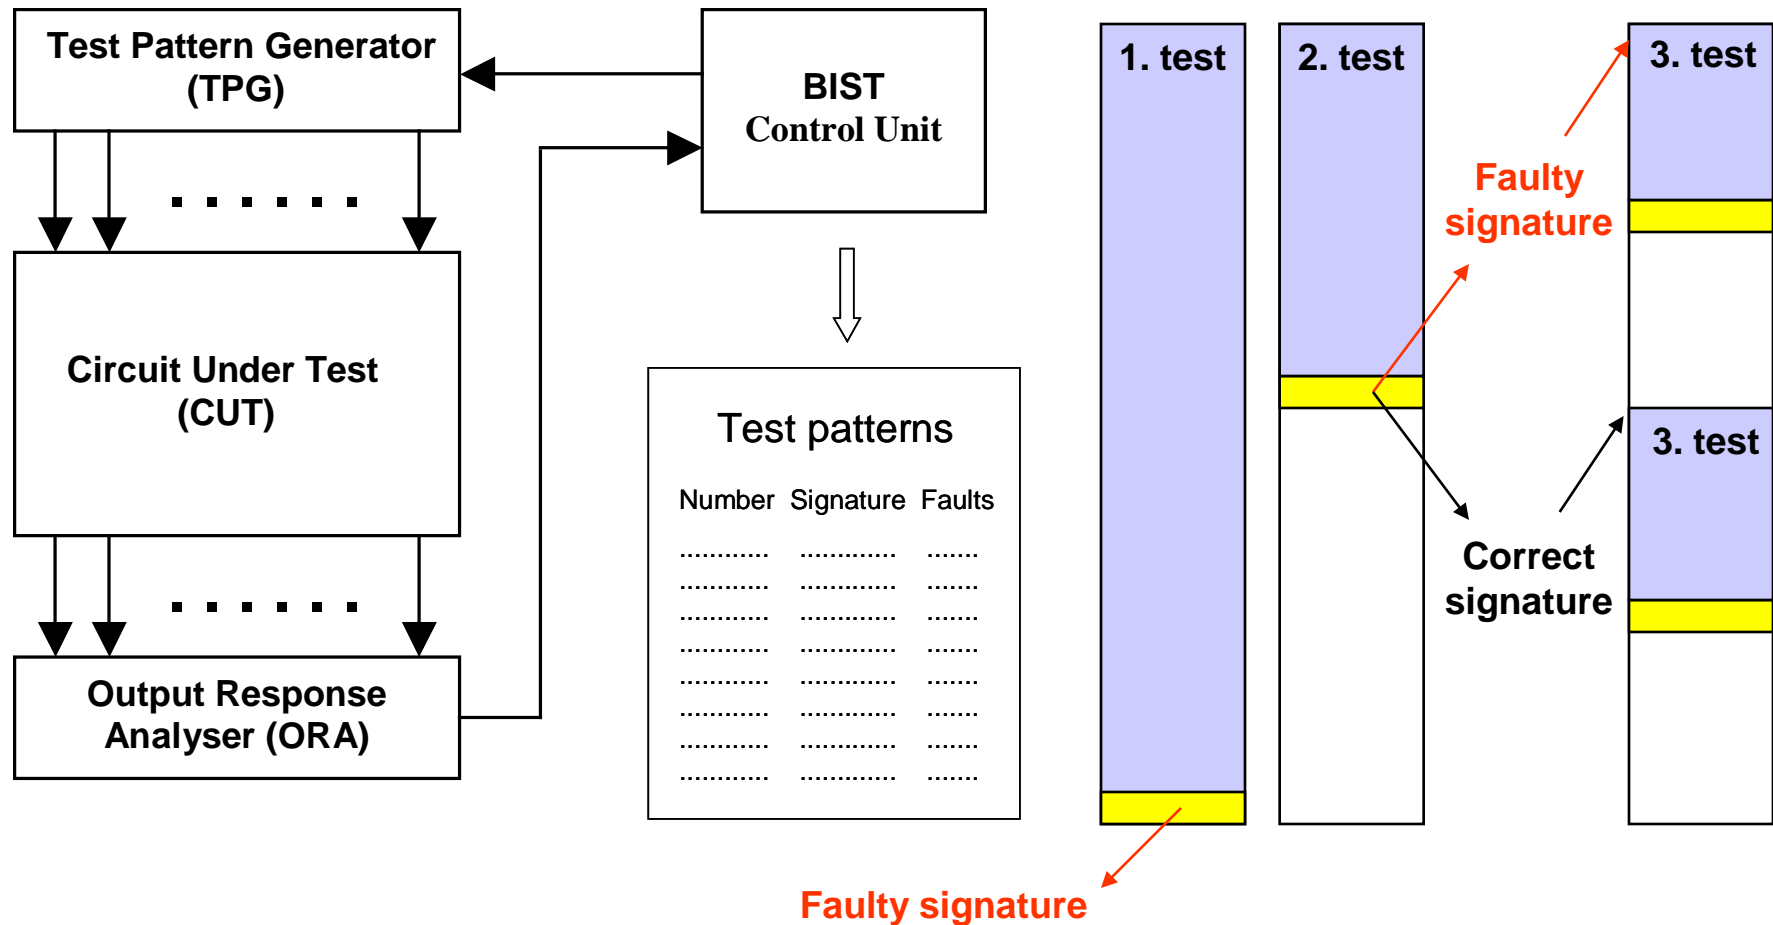 Test Pattern Generator
(TPG)
BIST
Control Unit
Circuit Under Test
(CUT)
Output Response
Analyser (ORA)
Test patterns
Number Signature Faults
............ ............. .......
............ ............. .......
............ ............. .......
............ ............. .......
............ ............. .......
............ ............. .......
............ ............. .......
............ ............. .......
1. test
2. test
3. test
Faulty
signature
3. test
Correct
signature
Faulty signature